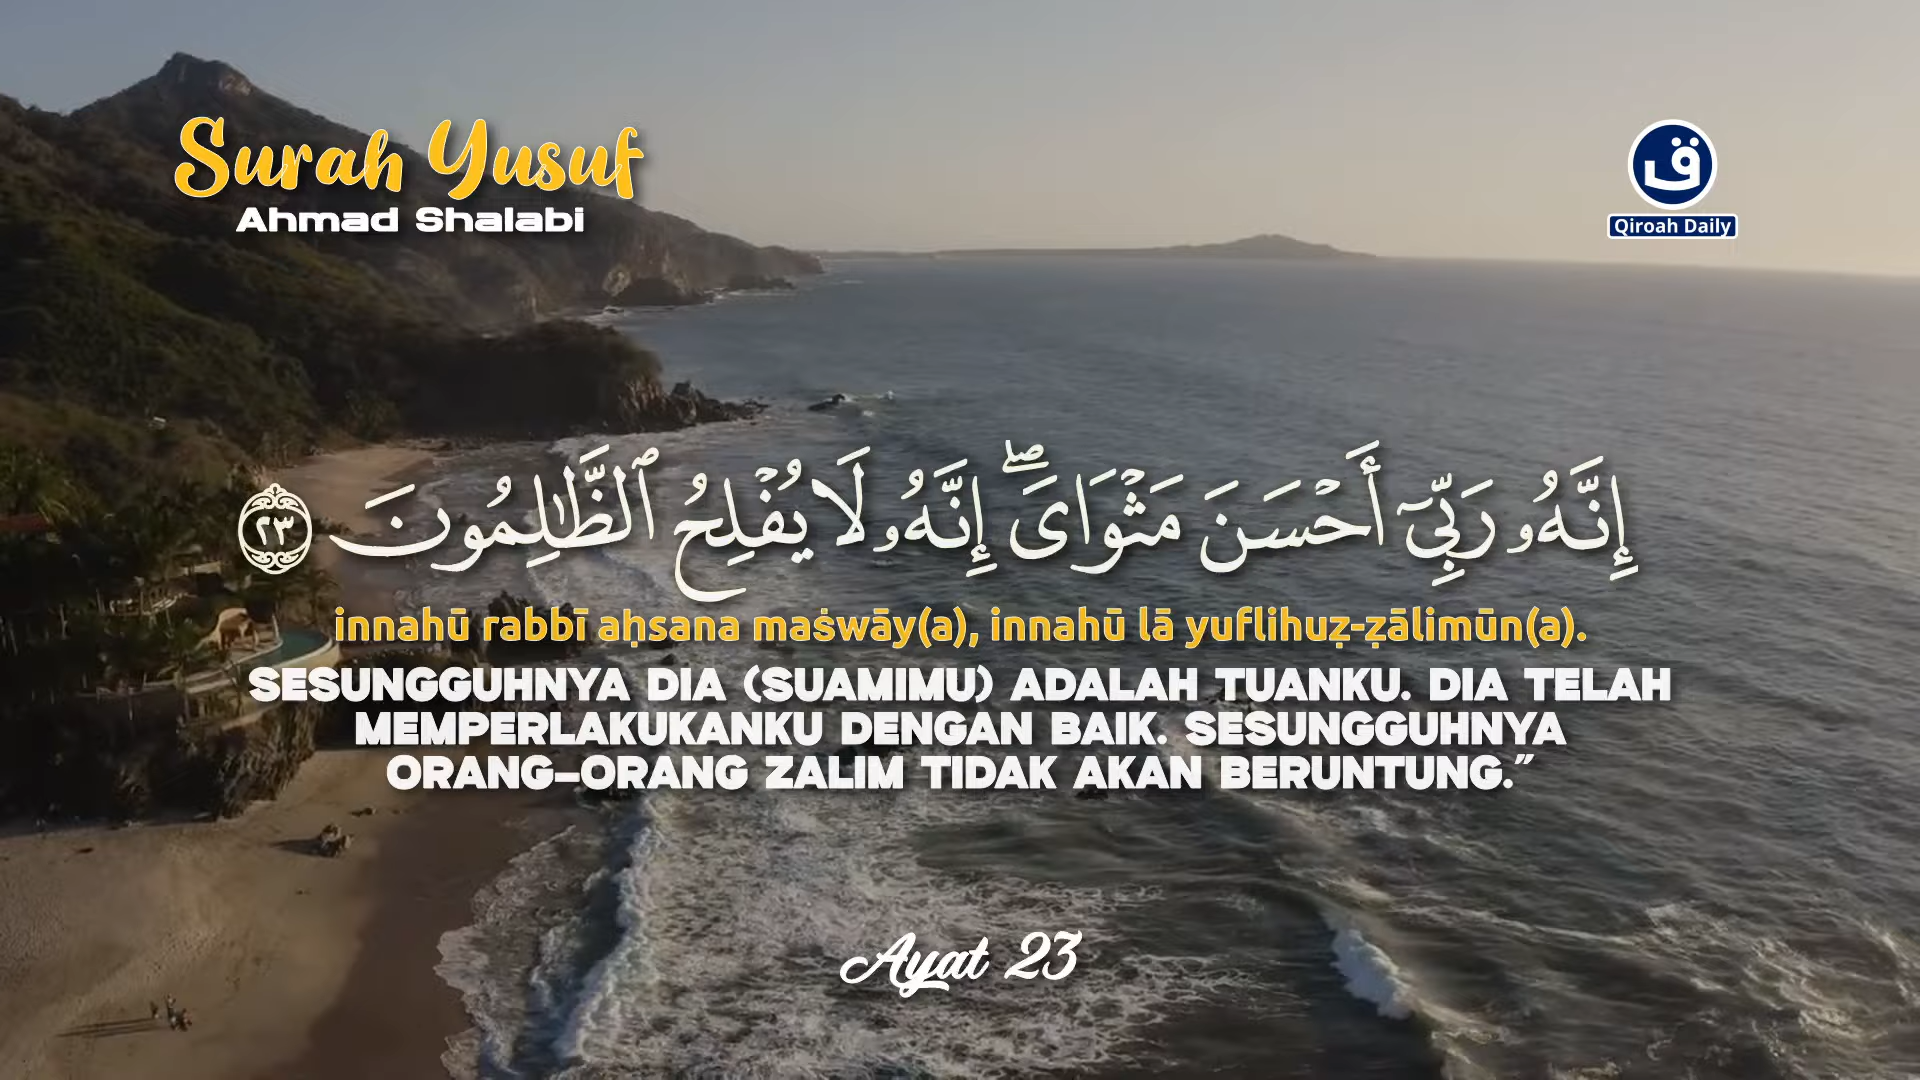 Surah Yusuf
Ahmad Shalabi
ق
Qiroah Daily
إِنَّهُۥ رَبِّىٓ أَحْسَنَ مَثْوَاىَ ۖ إِنَّهُۥ لَا يُفْلِحُ ٱلظَّٰلِمُونَ ٢٣
innahū rabbī aḥsana maṡwāy(a), innahū lā yufliḥuẓ-ẓālimūn(a).
SESUNGGUHNYA DIA (SUAMIMU) ADALAH TUANKU. DIA TELAH
MEMPERLAKUKANKU DENGAN BAIK. SESUNGGUHNYA
ORANG-ORANG ZALIM TIDAK AKAN BERUNTUNG.”
Ayat 23